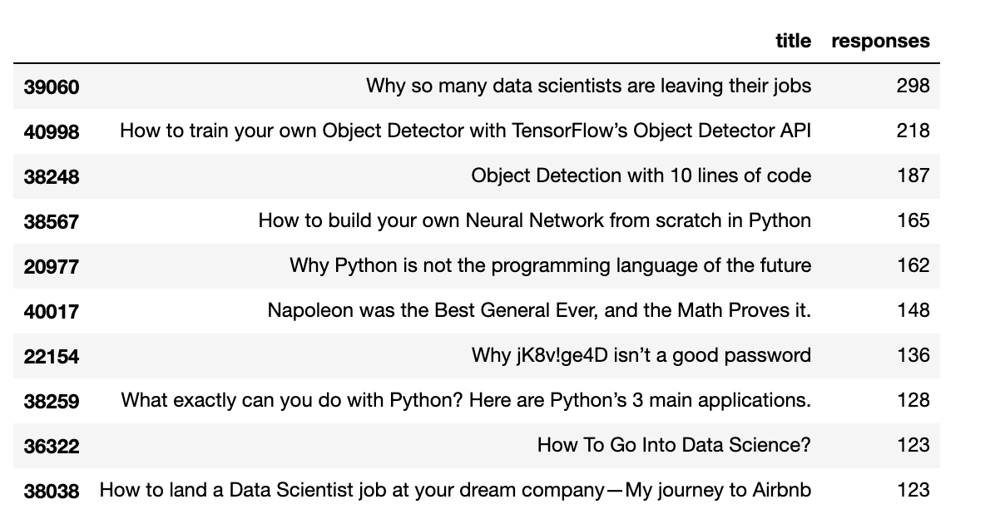 title responses
39060 Why so many data scientists are leaving their jobs 298
40998 How to train your own Object Detector with TensorFlow’s Object Detector API 218
38248 Object Detection with 10 lines of code 187
38567 How to build your own Neural Network from scratch in Python 165
20977 Why Python is not the programming language of the future 162
40017 Napoleon was the Best General Ever, and the Math Proves it. 148
22154 Why jK8v!ge4D isn’t a good password 136
38259 What exactly can you do with Python? Here are Python’s 3 main applications. 128
36322 How To Go Into Data Science? 123
38038 How to land a Data Scientist job at your dream company—My journey to Airbnb 123